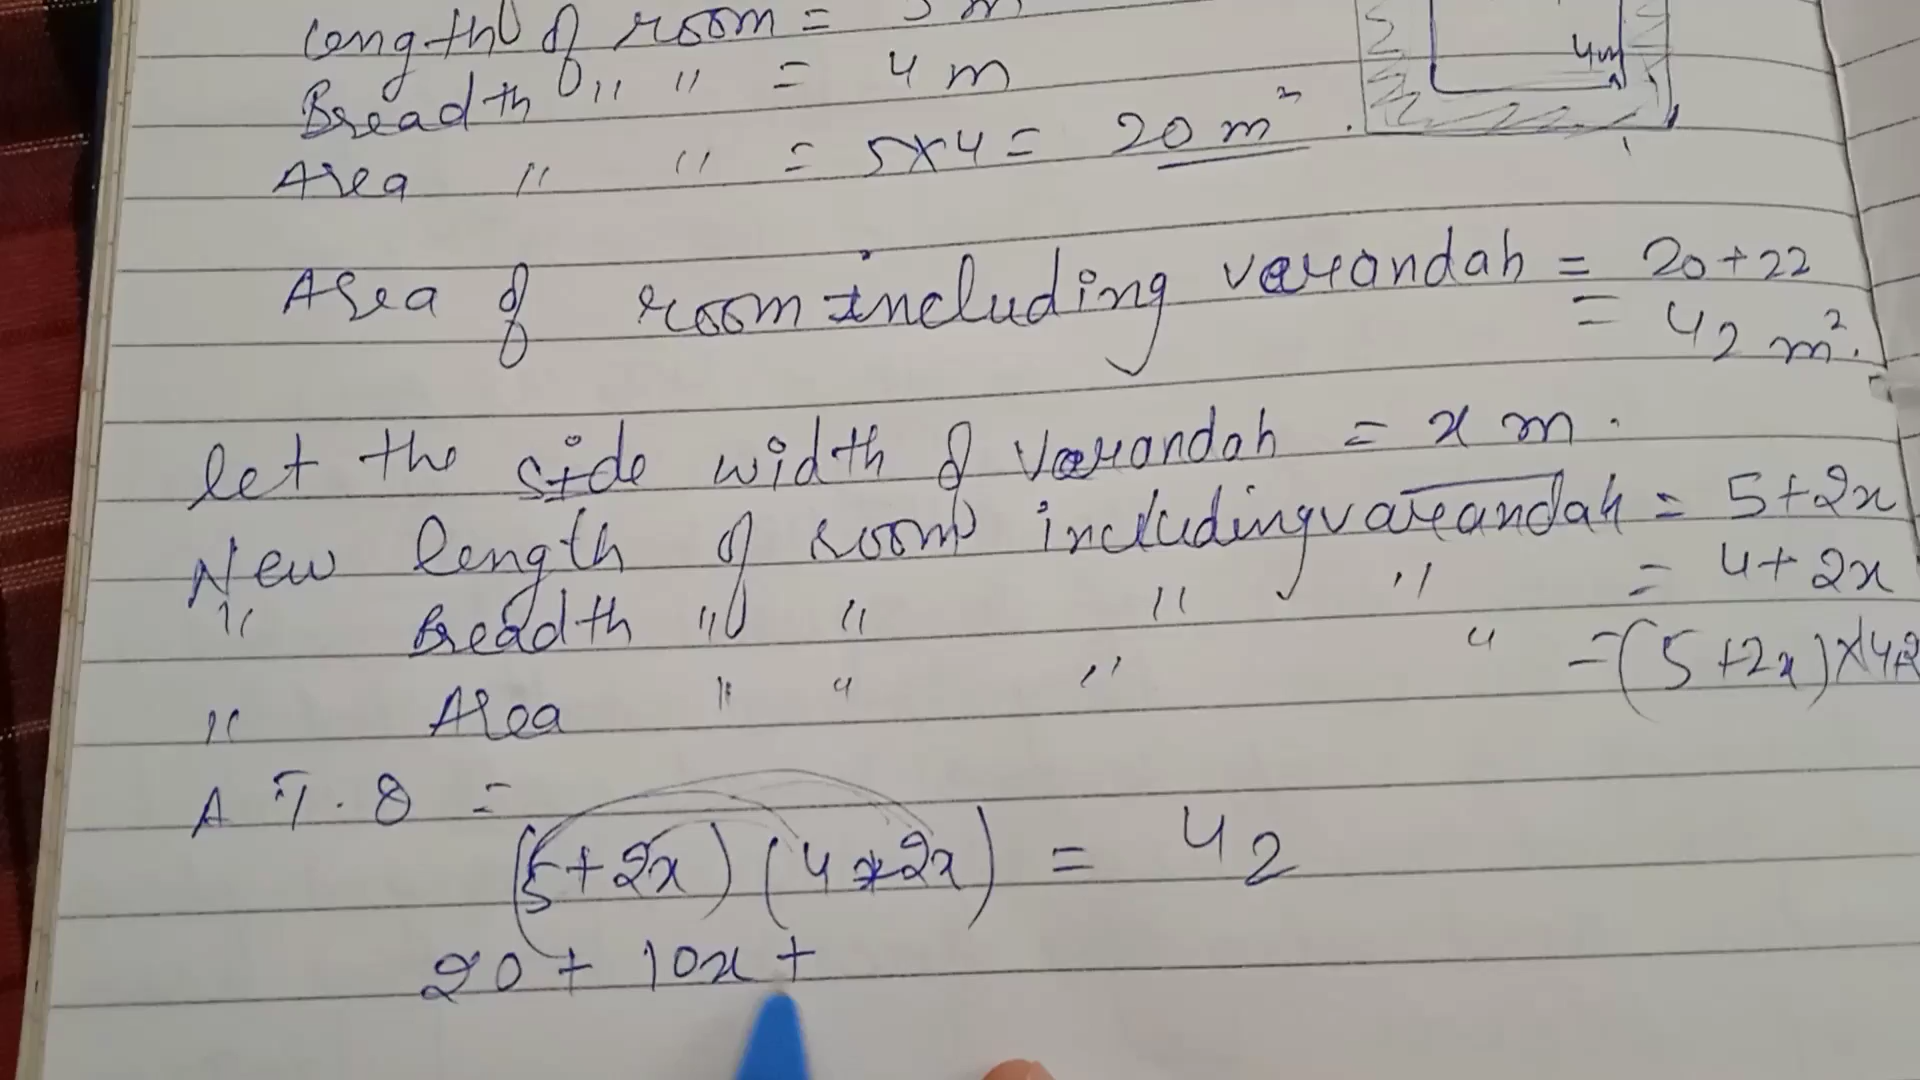 Length of room = 5 m
Breadth " " = 4 m
4m
Area " " = 5×4 = 20 m²
Area of room including verandah = 20+22
= 42 m².
let the side width of verandah = x m.
New length of room including varandah = 5+2x
" Breadth " " " " = 4+2x
" Area " " " " =(5+2x)×4+2
A T. Q =
(5+2x) (4+2x) = 42
20 + 10x +